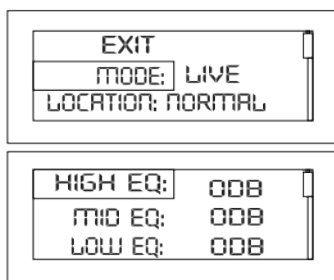 EXIT
MODE: LIVE
LOCATION: NORMAL
HIGH EQ: 0DB
MID EQ: 0DB
LOW EQ: 0DB